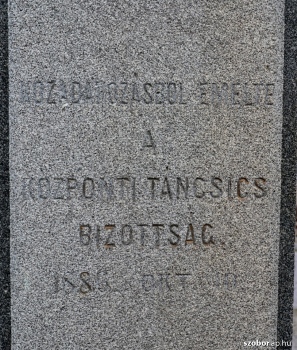 KÖZADAKOZÁSBÓL EMELTE
A
KÖZPONTI TÁNCSICS
BIZOTTSÁG.
szoborlap.hu